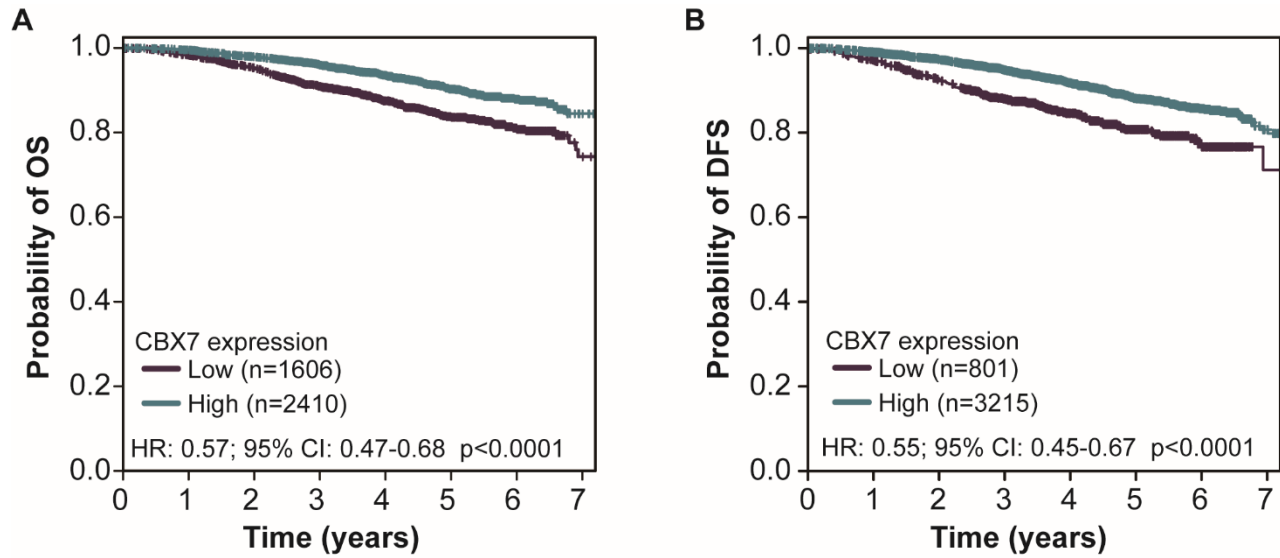 A
Probability of OS
1.0
0.8
0.6
0.4
0.2
0.0
CBX7 expression
Low (n=1606)
High (n=2410)
HR: 0.57; 95% CI: 0.47-0.68 p<0.0001
0 1 2 3 4 5 6 7
Time (years)
B
Probability of DFS
1.0
0.8
0.6
0.4
0.2
0.0
CBX7 expression
Low (n=801)
High (n=3215)
HR: 0.55; 95% CI: 0.45-0.67 p<0.0001
0 1 2 3 4 5 6 7
Time (years)